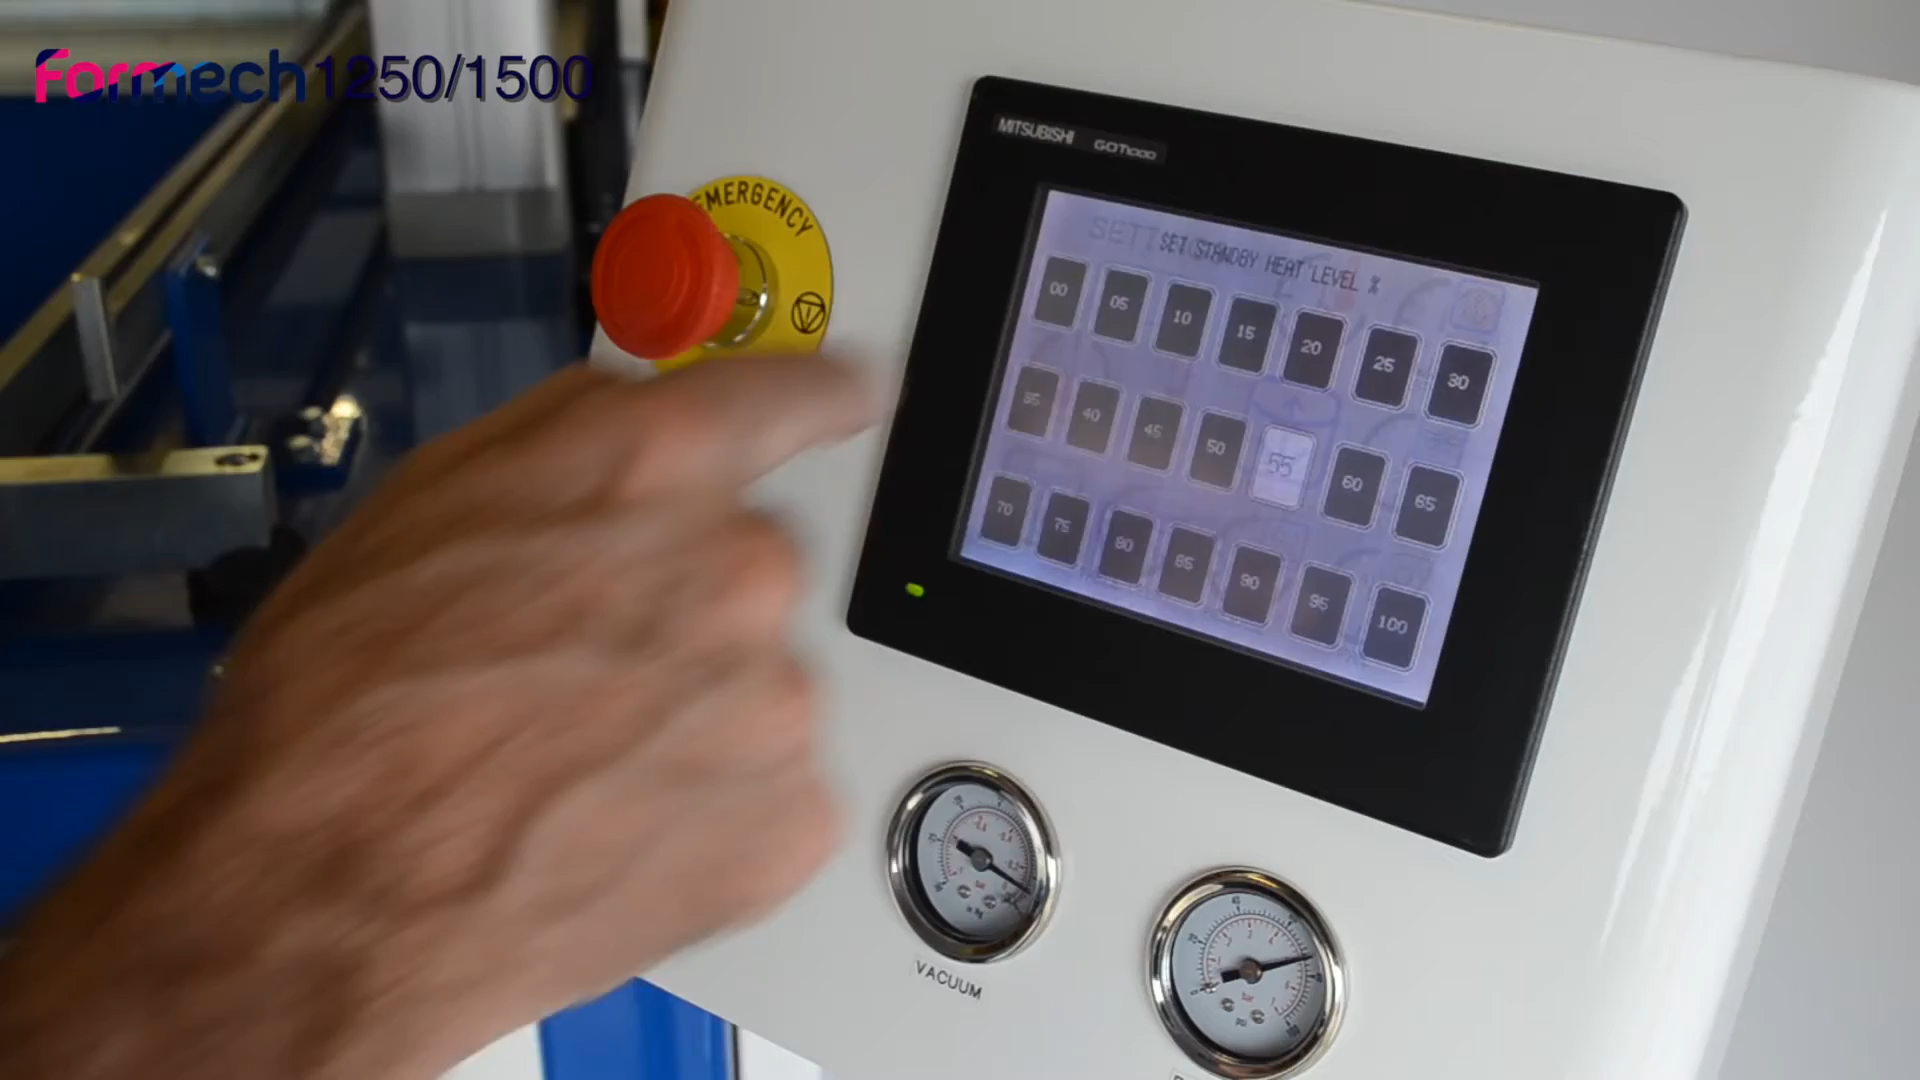 formech 1250/1500
MITSUBISHI GOT1000
EMERGENCY
SET STANDBY HEAT LEVEL %
00 05 10 15 20 25 30
35 40 45 50 55 60 65
70 75 80 85 90 95 100
VACUUM